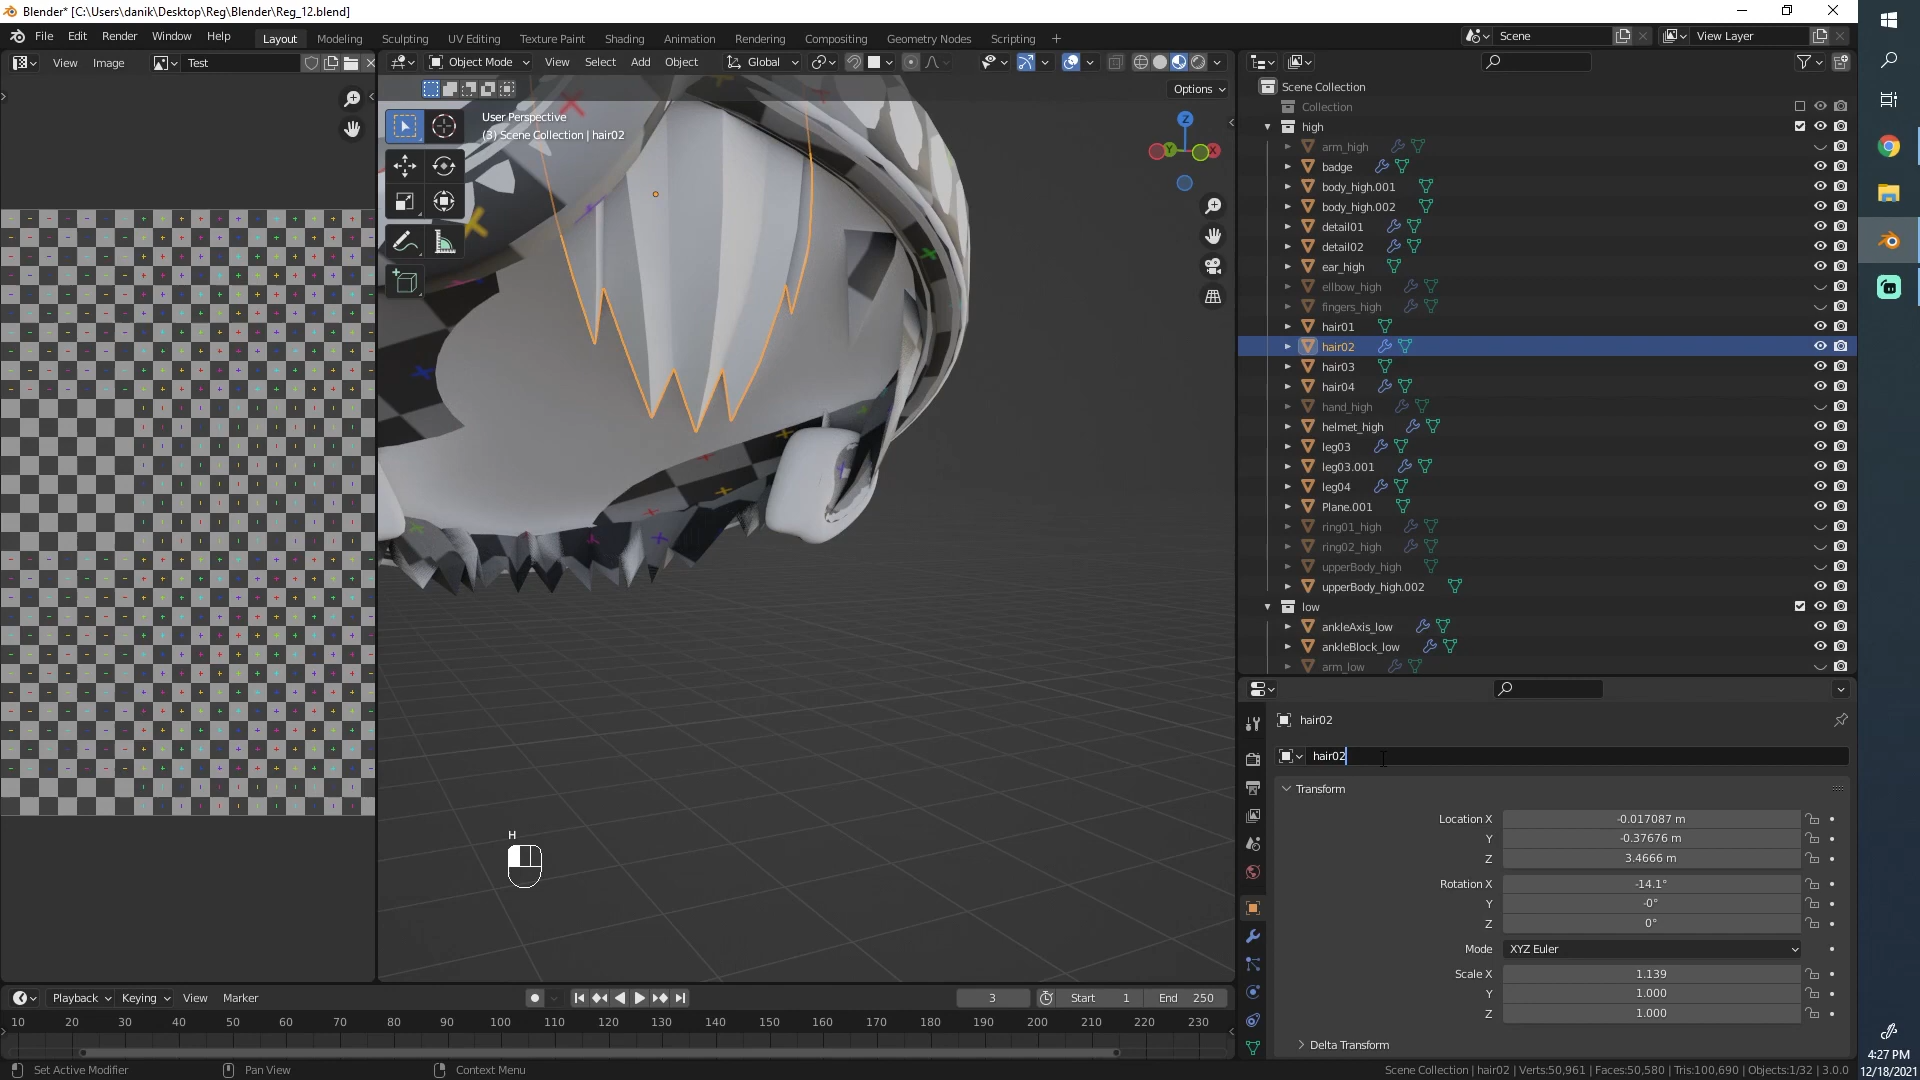 Blender* [C:\Users\danik\Desktop\Reg\Blender\Reg_12.blend]
File Edit Render Window Help
Layout Modeling Sculpting UV Editing Texture Paint Shading Animation Rendering Compositing Geometry Nodes Scripting
Scene
View Layer
View Image
Test
Object Mode View Select Add Object
Global
Options
User Perspective
(3) Scene Collection | hair02
Z
Y
X
Scene Collection
Collection
high
arm_high
badge
body_high.001
body_high.002
detail01
detail02
ear_high
ellbow_high
fingers_high
hair01
hair02
hair03
hair04
hand_high
helmet_high
leg03
leg03.001
leg04
Plane.001
ring01_high
ring02_high
upperBody_high
upperBody_high.002
low
ankleAxis_low
ankleBlock_low
arm_low
hair02
hair02
Transform
Location X -0.017087 m
Y -0.37676 m
Z 3.4666 m
Rotation X -14.1°
Y -0°
Z 0°
Mode XYZ Euler
Scale X 1.139
Y 1.000
Z 1.000
Delta Transform
H
Playback Keying View Marker
3
Start 1
End 250
10 20 30 40 50 60 70 80 90 100 110 120 130 140 150 160 170 180 190 200 210 220 230
Set Active Modifier
Pan View
Context Menu
Scene Collection | hair02 | Verts:50,961 | Faces:50,580 | Tris:100,690 | Objects:1/32 | 3.0.0
4:27 PM
12/18/2021